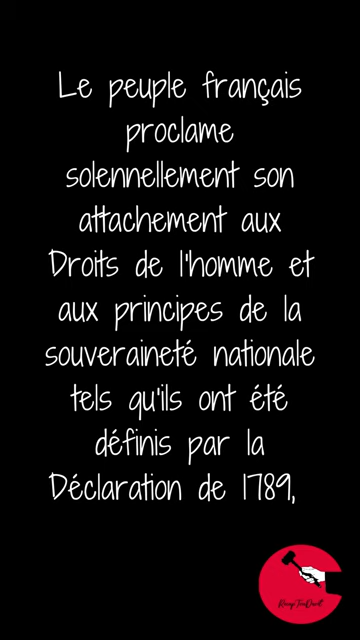 Le peuple français
proclame
solennellement son
attachement aux
Droits de l'homme et
aux principes de la
souveraineté nationale
tels qu'ils ont été
définis par la
Déclaration de 1789,